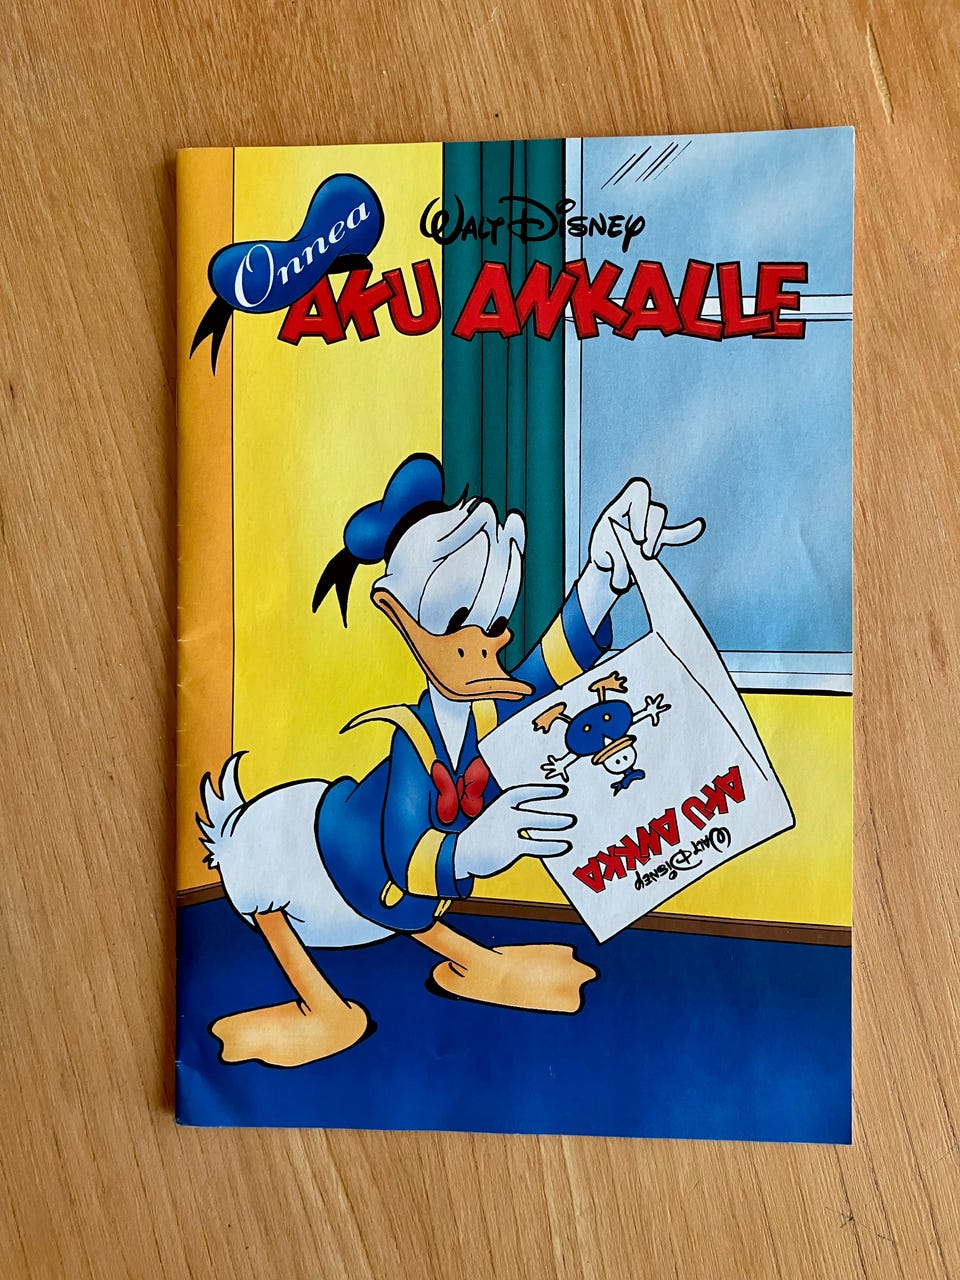 Onnea
WALT DISNEY
AKU ANKALLE
AKU ANKKA
WALT DISNEY